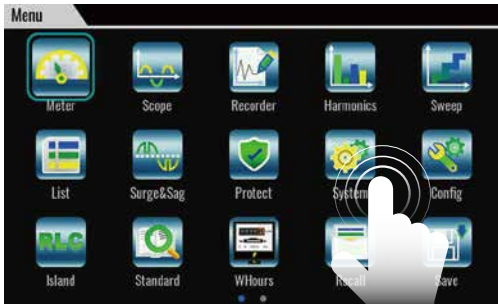 Menu
Meter Scope Recorder Harmonics Sweep
List Surge&Sag Protect System Config
RLC
Island Standard WHours Recall Save